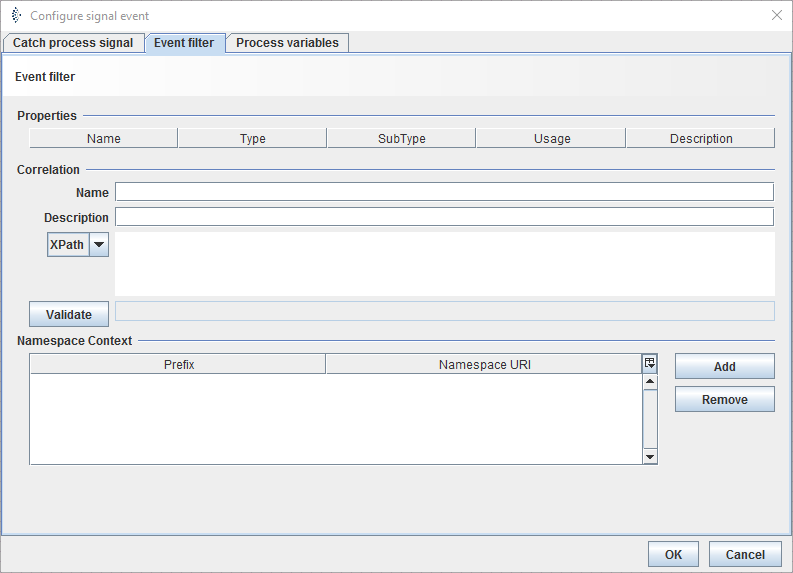 Configure signal event
Catch process signal Event filter Process variables
Event filter
Properties
Name Type SubType Usage Description
Correlation
Name
Description
XPath
Validate
Namespace Context
Prefix Namespace URI
Add
Remove
OK Cancel